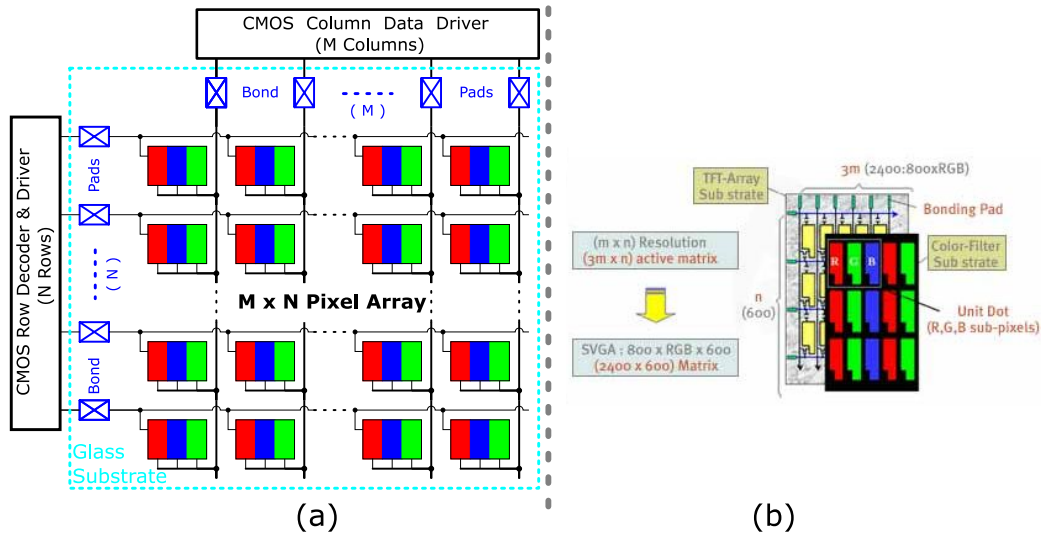 CMOS Column Data Driver
(M Columns)
Bond
( M )
Pads
CMOS Row Decoder & Driver
(N Rows)
Pads
( N )
Bond
M x N Pixel Array
Glass
Substrate
(a)
3m (2400:800xRGB)
TFT-Array
Sub strate
Bonding Pad
(m x n) Resolution
(3m x n) active matrix
Color-Filter
Sub strate
R G B
n
(600)
Unit Dot
(R,G,B sub-pixels)
SVGA : 800 x RGB x 600
(2400 x 600) Matrix
(b)